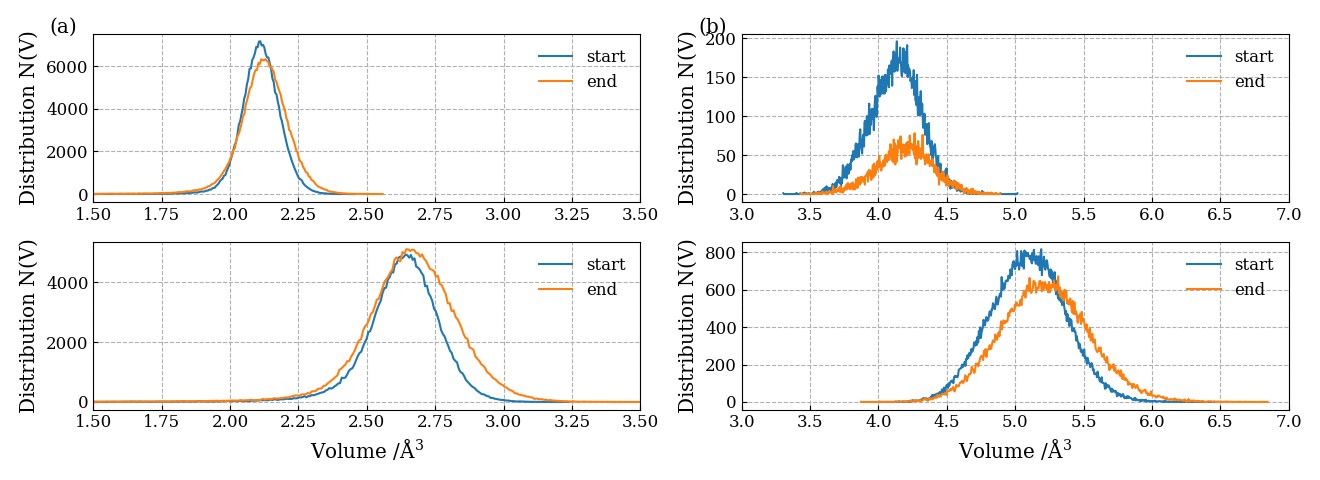 (a)
Distribution N(V)
6000
4000
2000
0
1.50 1.75 2.00 2.25 2.50 2.75 3.00 3.25 3.50
start
end
(b)
Distribution N(V)
200
150
100
50
0
3.0 3.5 4.0 4.5 5.0 5.5 6.0 6.5 7.0
start
end
Distribution N(V)
4000
2000
0
1.50 1.75 2.00 2.25 2.50 2.75 3.00 3.25 3.50
start
end
Volume /Å³
Distribution N(V)
800
600
400
200
0
3.0 3.5 4.0 4.5 5.0 5.5 6.0 6.5 7.0
start
end
Volume /Å³